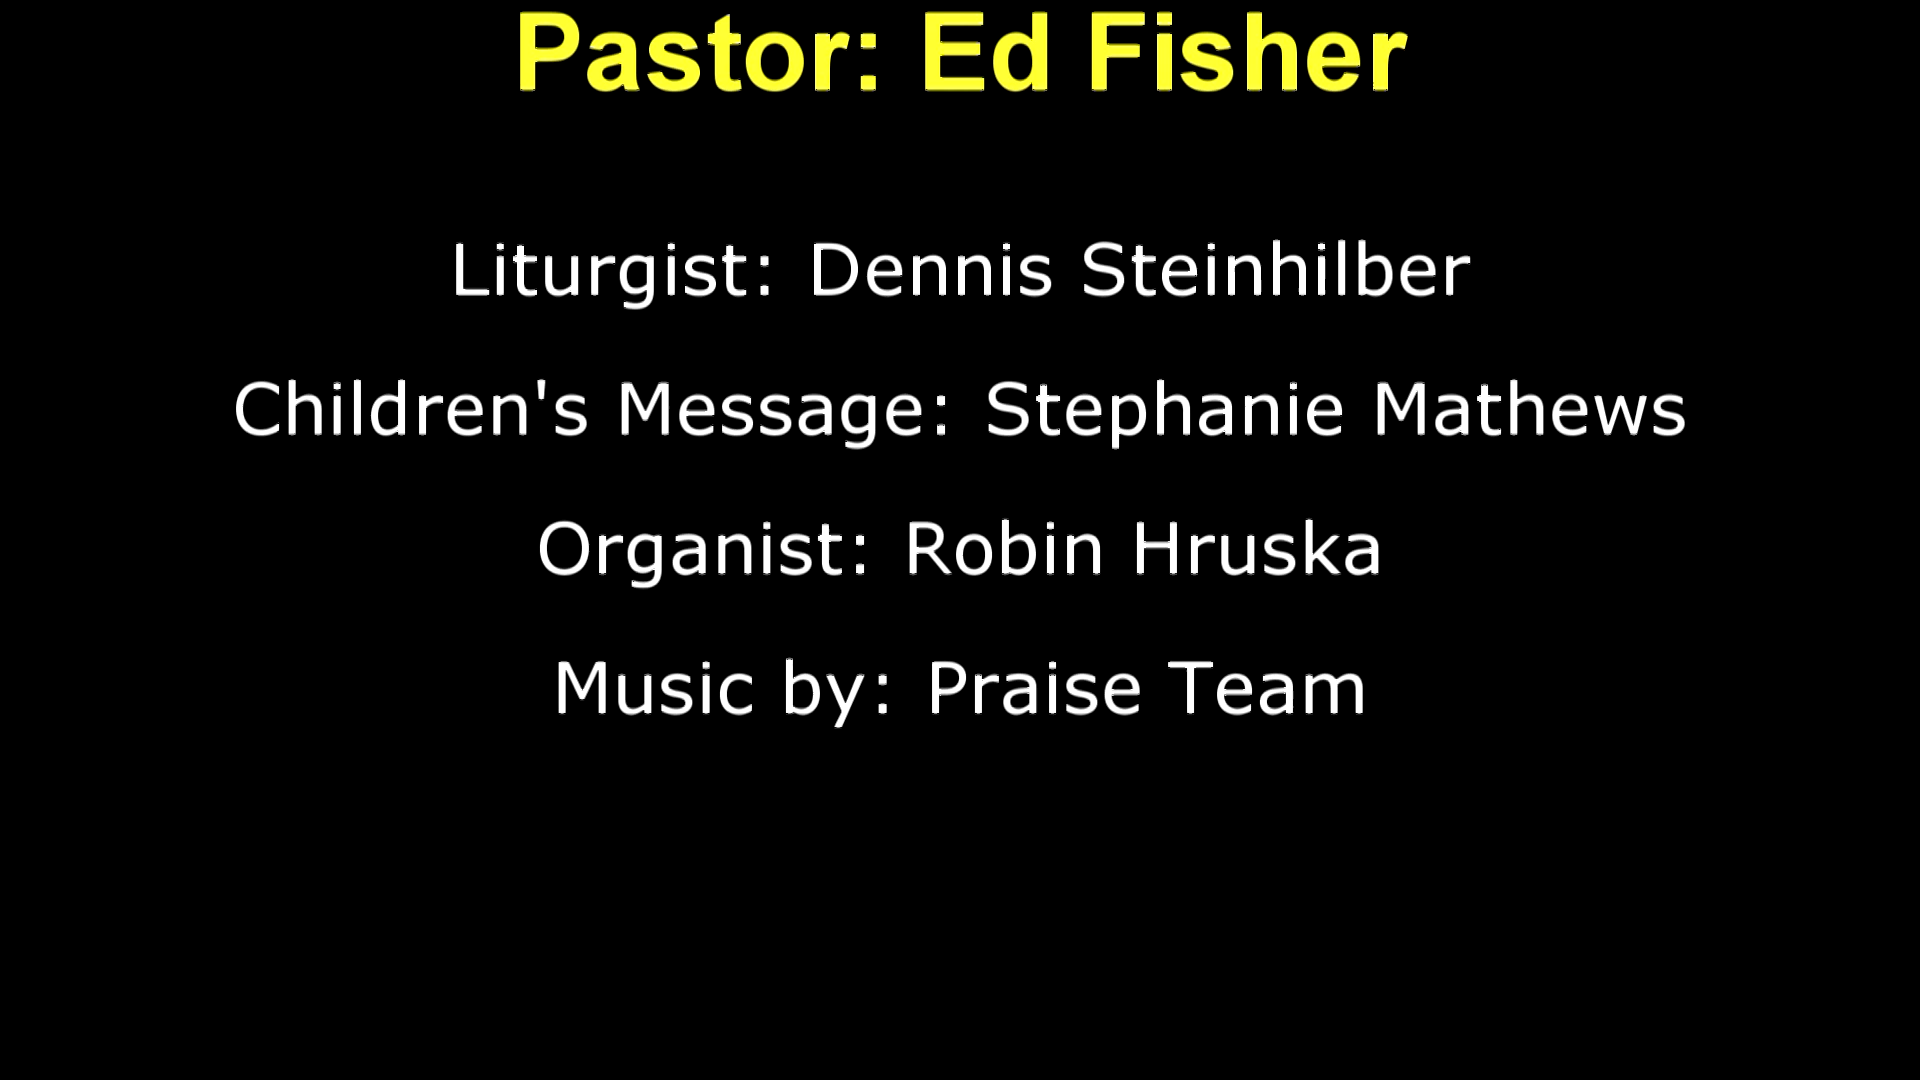 Pastor: Ed Fisher
Liturgist: Dennis Steinhilber
Children's Message: Stephanie Mathews
Organist: Robin Hruska
Music by: Praise Team